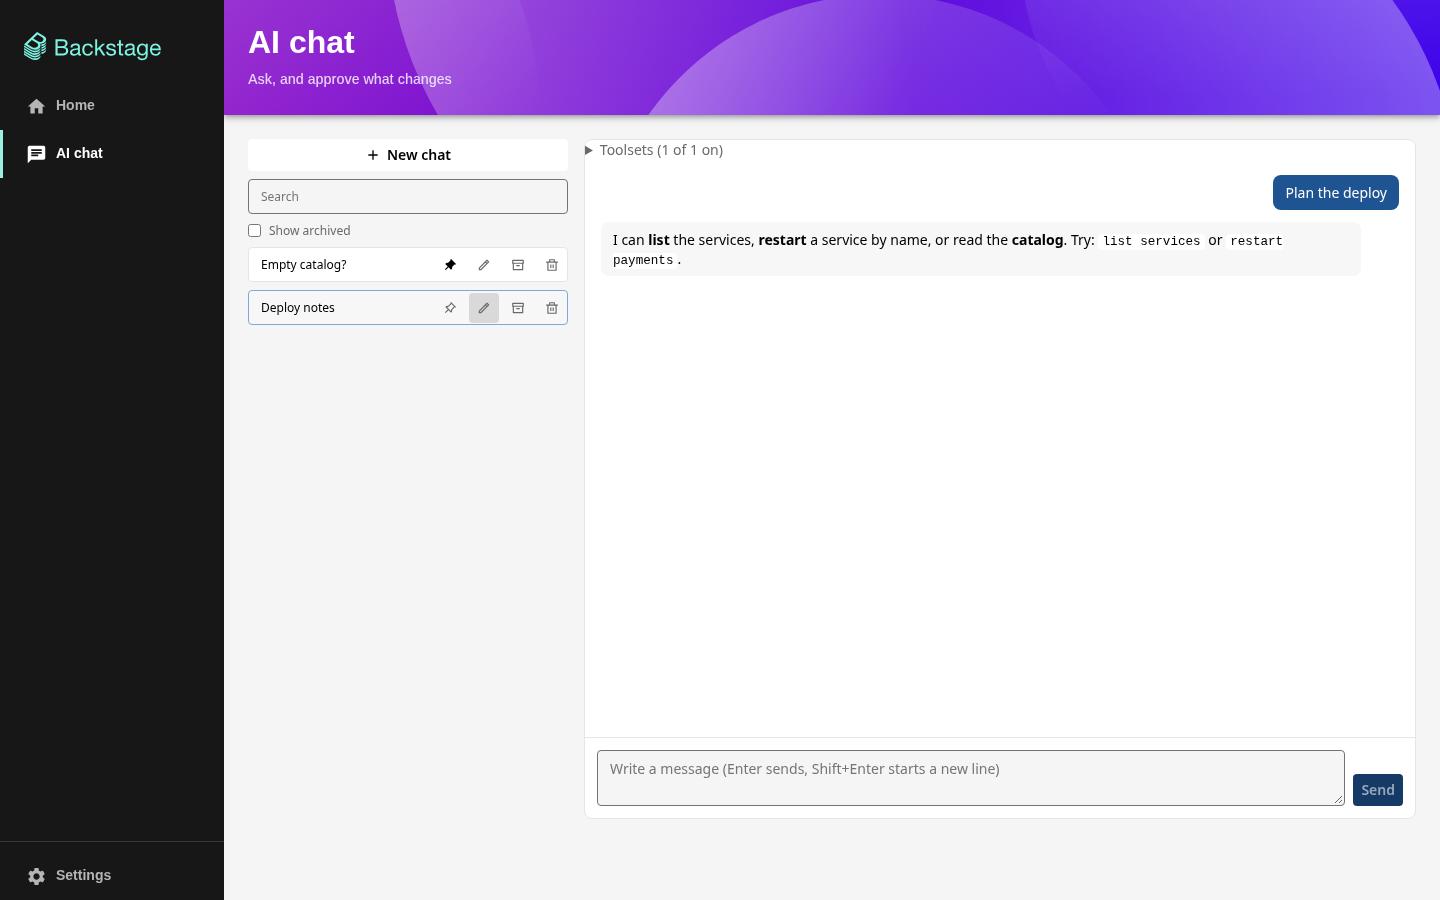 Backstage
Home
AI chat
Settings
AI chat
Ask, and approve what changes
New chat
Search
Show archived
Empty catalog?
Deploy notes
Toolsets (1 of 1 on)
Plan the deploy
I can list the services, restart a service by name, or read the catalog. Try: list services or restart
payments.
Write a message (Enter sends, Shift+Enter starts a new line)
Send